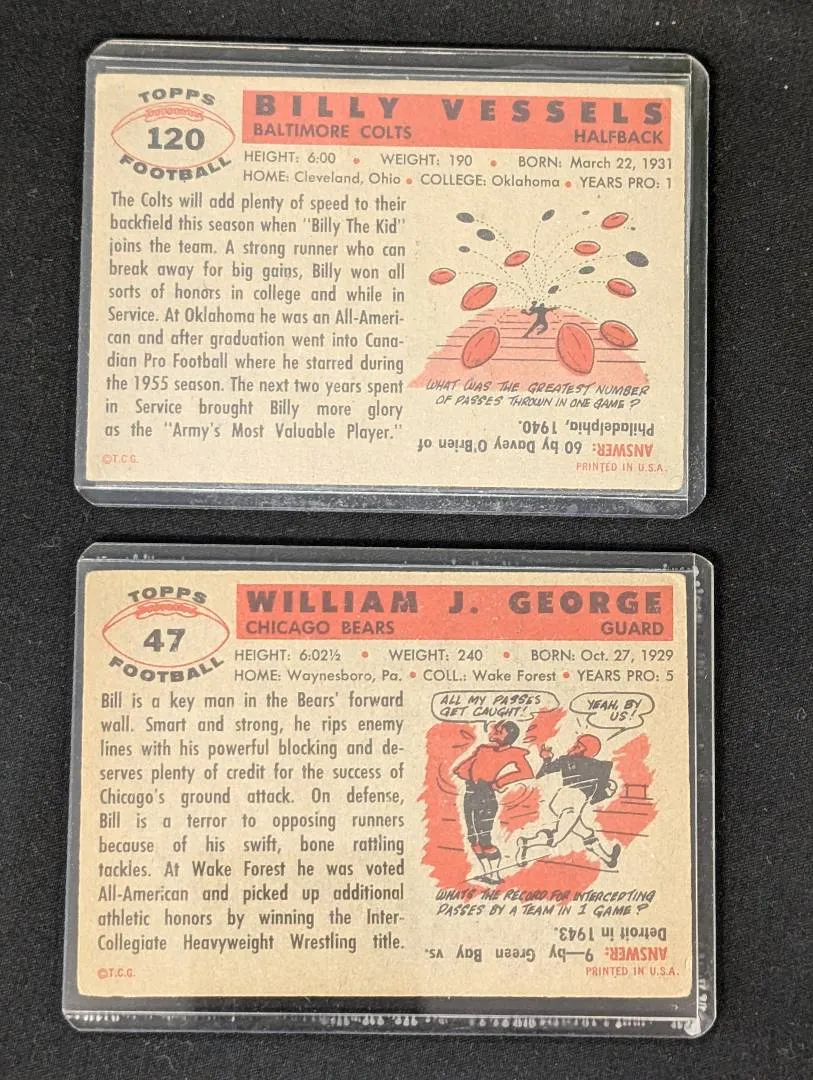 TOPPS
120
FOOTBALL
BILLY VESSELS
BALTIMORE COLTS HALFBACK
HEIGHT: 6:00 • WEIGHT: 190 • BORN: March 22, 1931
HOME: Cleveland, Ohio • COLLEGE: Oklahoma • YEARS PRO: 1
The Colts will add plenty of speed to their
backfield this season when "Billy The Kid"
joins the team. A strong runner who can
break away for big gains, Billy won all
sorts of honors in college and while in
Service. At Oklahoma he was an All-Ameri-
can and after graduation went into Cana-
dian Pro Football where he starred during
the 1955 season. The next two years spent
in Service brought Billy more glory
as the "Army's Most Valuable Player."
©T.C.G.
WHAT WAS THE GREATEST NUMBER
OF PASSES THROWN IN ONE GAME?
ANSWER: 60 by Davey O'Brien of
Philadelphia, 1940.
PRINTED IN U.S.A.
TOPPS
47
FOOTBALL
WILLIAM J. GEORGE
CHICAGO BEARS GUARD
HEIGHT: 6:02½ • WEIGHT: 240 • BORN: Oct. 27, 1929
HOME: Waynesboro, Pa. • COLL.: Wake Forest • YEARS PRO: 5
Bill is a key man in the Bears' forward
wall. Smart and strong, he rips enemy
lines with his powerful blocking and de-
serves plenty of credit for the success of
Chicago's ground attack. On defense,
Bill is a terror to opposing runners
because of his swift, bone rattling
tackles. At Wake Forest he was voted
All-American and picked up additional
athletic honors by winning the Inter-
Collegiate Heavyweight Wrestling title.
©T.C.G.
ALL MY PASSES
GET CAUGHT!
YEAH, BY
US!
WHAT'S THE RECORD FOR INTERCEPTING
PASSES BY A TEAM IN 1 GAME?
ANSWER: 9—by Green Bay vs.
Detroit in 1943.
PRINTED IN U.S.A.